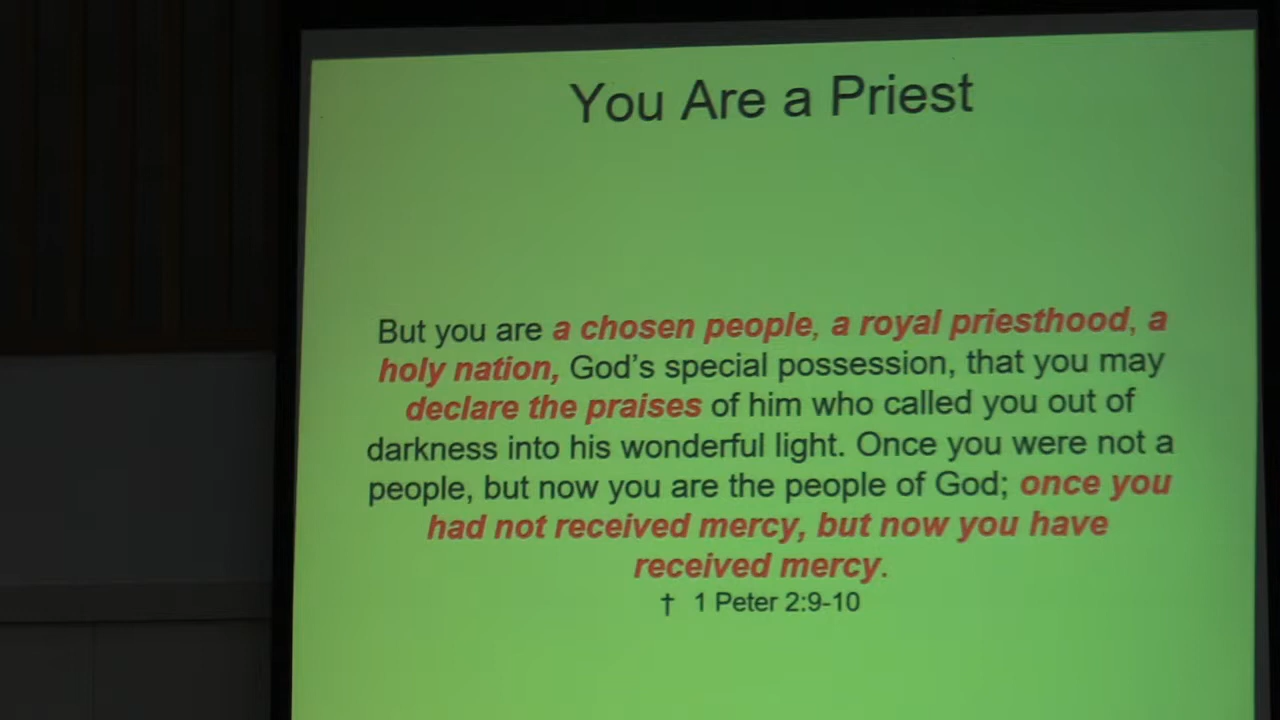 You Are a Priest
But you are a chosen people, a royal priesthood, a
holy nation, God’s special possession, that you may
declare the praises of him who called you out of
darkness into his wonderful light. Once you were not a
people, but now you are the people of God; once you
had not received mercy, but now you have
received mercy.
† 1 Peter 2:9-10